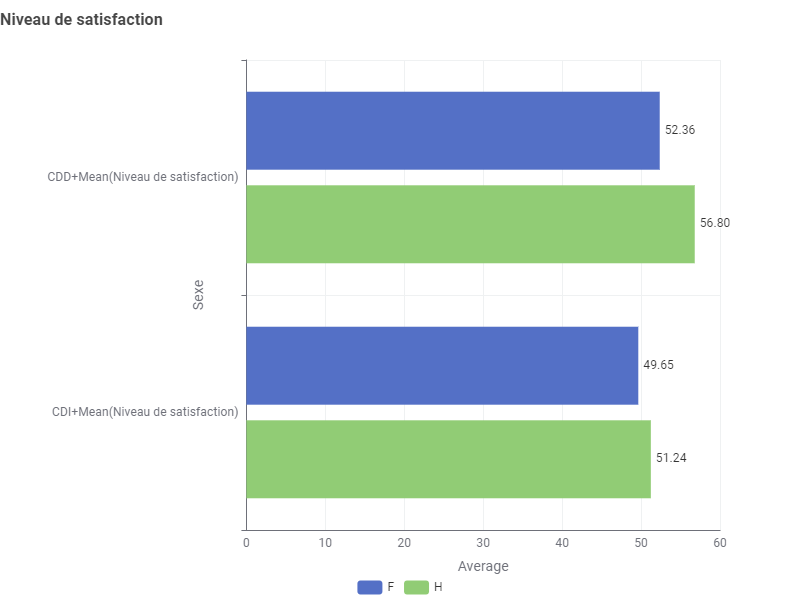 Niveau de satisfaction
52.36
CDD+Mean(Niveau de satisfaction)
56.80
Sexe
49.65
CDI+Mean(Niveau de satisfaction)
51.24
0 10 20 30 40 50 60
Average
F H